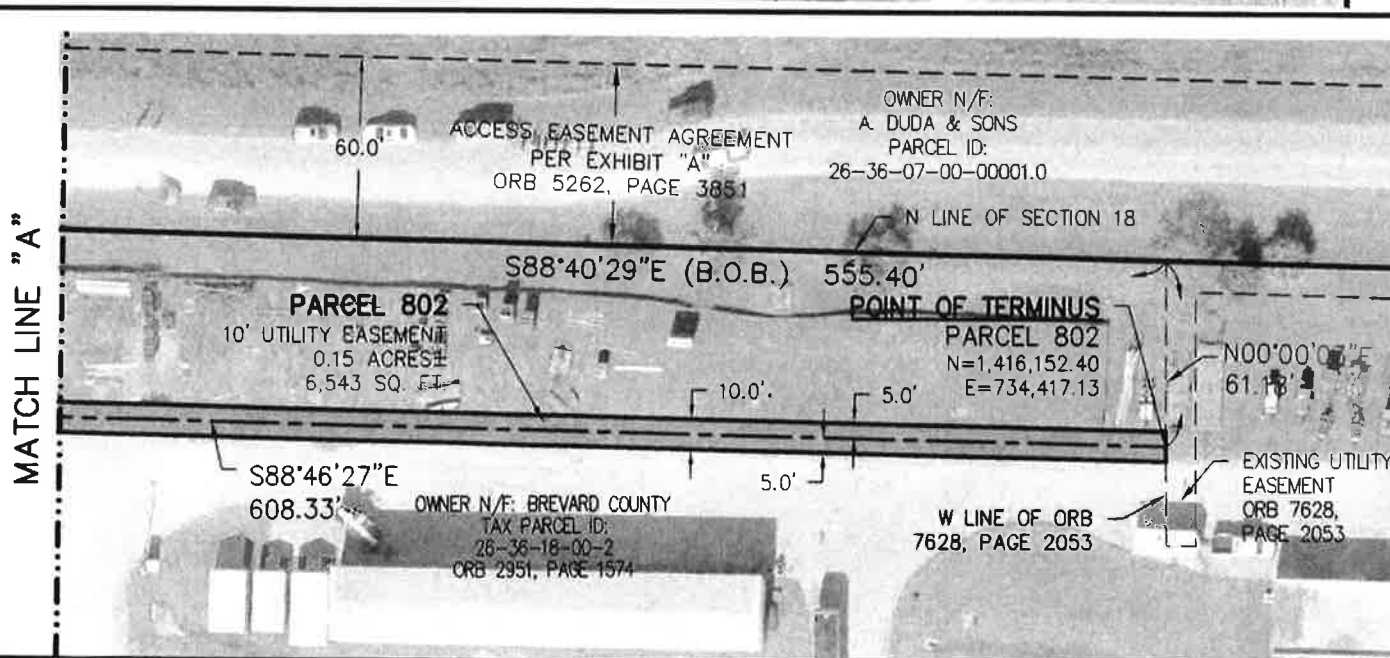 MATCH LINE "A"
60.0'
ACCESS EASEMENT AGREEMENT
PER EXHIBIT "A"
ORB 5262, PAGE 3851
OWNER N/F:
A. DUDA & SONS
PARCEL ID:
26-36-07-00-00001.0
N LINE OF SECTION 18
S88°40'29"E (B.O.B.) 555.40'
PARCEL 802
10' UTILITY EASEMENT
0.15 ACRES±
6,543 SQ. FT.
POINT OF TERMINUS
PARCEL 802
N=1,416,152.40
E=734,417.13
10.0'
5.0'
5.0'
S88°46'27"E
608.33'
OWNER N/F: BREVARD COUNTY
TAX PARCEL ID:
26-36-18-00-2
ORB 2951, PAGE 1574
W LINE OF ORB
7628, PAGE 2053
EXISTING UTILITY
EASEMENT
ORB 7628,
PAGE 2053